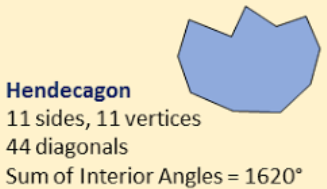 Hendecagon
11 sides, 11 vertices
44 diagonals
Sum of Interior Angles = 1620°